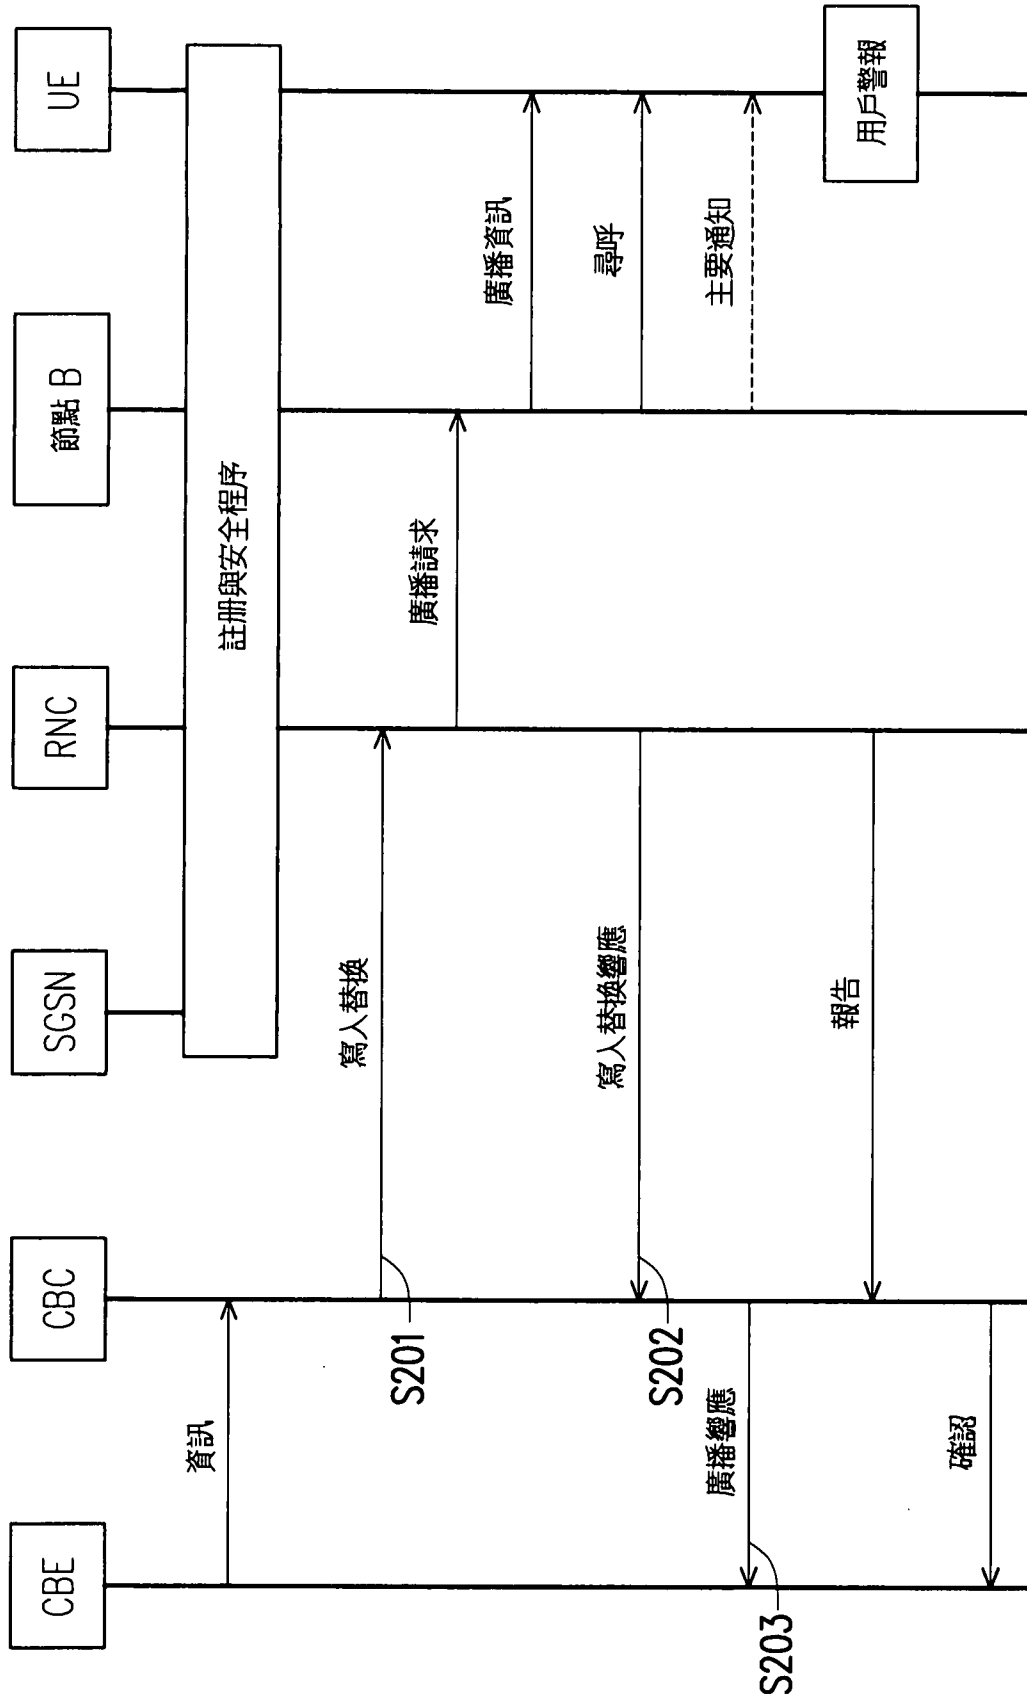 CBE
CBC
SGSN
RNC
節點 B
UE
註冊與安全程序
資訊
寫入替換
S201
廣播請求
廣播資訊
尋呼
寫入替換響應
S202
主要通知
廣播響應
S203
用戶警報
報告
確認